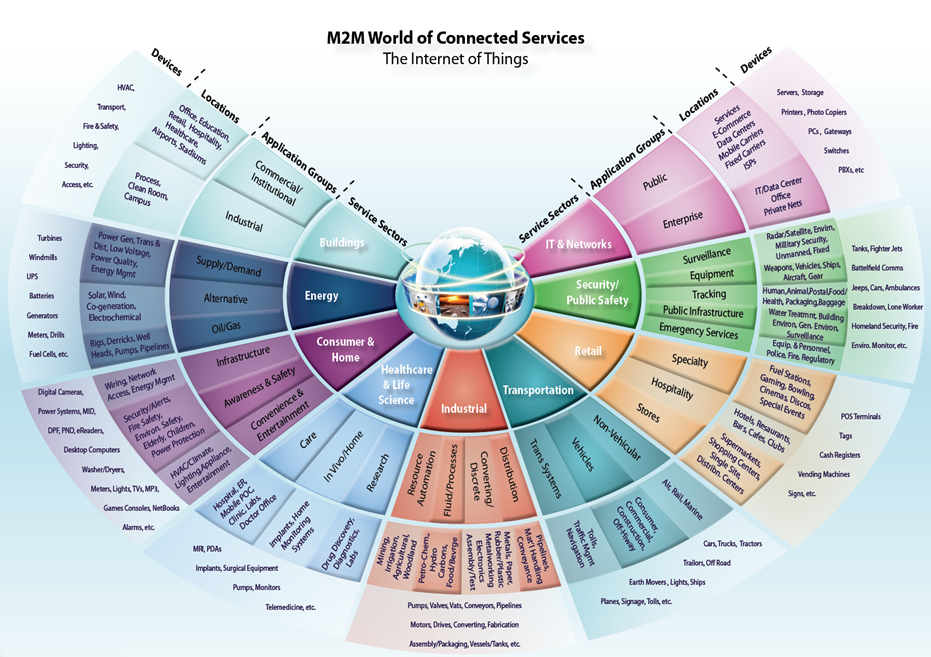 M2M World of Connected Services
The Internet of Things
Devices
Locations
Application Groups
Service Sectors
Service Sectors
Application Groups
Locations
Devices
HVAC,
Transport,
Fire & Safety,
Lighting,
Security,
Access, etc.
Office, Education,
Retail, Hospitality,
Healthcare,
Airports, Stadiums
Process,
Clean Room,
Campus
Commercial/
Institutional
Industrial
Buildings
Turbines
Windmills
UPS
Batteries
Generators
Meters, Drills
Fuel Cells, etc.
Power Gen, Trans &
Dist, Low Voltage,
Power Quality,
Energy Mgmt
Solar, Wind,
Co-generation,
Electrochemical
Rigs, Derricks, Well
Heads, Pumps, Pipelines
Supply/Demand
Alternative
Oil/Gas
Energy
Digital Cameras,
Power Systems, MID,
DPF, PND, eReaders,
Desktop Computers
Washer/Dryers,
Meters, Lights, TVs, MP3,
Games Consoles, NetBooks
Alarms, etc.
Wiring, Network
Access, Energy Mgmt
Security/Alerts,
Fire Safety,
Environ. Safety,
Elderly, Children,
Power Protection
HVAC/Climate,
Lighting, Appliance,
Entertainment
Infrastructure
Awareness & Safety
Convenience &
Entertainment
Consumer &
Home
MRI, PDAs
Implants, Surgical Equipment
Pumps, Monitors
Telemedicine, etc.
Hospital, ER,
Mobile POC,
Clinic, Labs,
Doctor Office
Implants, Home
Monitoring
Systems
Drug Discovery,
Diagnostics,
Labs
Care
In Vivo/Home
Research
Healthcare
& Life
Science
Industrial
Resource
Automation
Fluid/Processes
Converting/
Discrete
Distribution
Mining,
Irrigation,
Agricultural,
Woodland
Petro-Chem,
Hydro
Carbons,
Food/Bevrge
Metals, Paper,
Rubber/Plastic
Metalworking
Electronics
Assembly/Test
Pipelines,
Mat'l Handling
Conveyance
Pumps, Valves, Vats, Conveyors, Pipelines
Motors, Drives, Converting, Fabrication
Assembly/Packaging, Vessels/Tanks, etc.
Transportation
Trans Systems
Vehicles
Non-Vehicular
Tolls,
Traffic Mgmt
Navigation
Consumer,
Commercial,
Construction,
Off-Hiway
Air, Rail, Marine
Cars, Trucks, Tractors
Trailors, Off Road
Earth Movers, Lights, Ships
Planes, Signage, Tolls, etc.
Retail
Specialty
Hospitality
Stores
Fuel Stations,
Gaming, Bowling,
Cinemas, Discos,
Special Events
Hotels, Resaurants,
Bars, Cafes, Clubs
Supermarkets,
Shopping Centers,
Single Site,
Distribn. Centers
POS Terminals
Tags
Cash Registers
Vending Machines
Signs, etc.
Security/
Public Safety
Surveillance
Equipment
Tracking
Public Infrastructure
Emergency Services
Radar/Satellite, Envirn,
Military Security,
Unmanned, Fixed
Weapons, Vehicles, Ships,
Aircraft, Gear
Human,Animal,Postal,Food/
Health, Packaging,Baggage
Water Treatmnt, Building
Environ, Gen. Environ,
Surveillance
Equip. & Personnel,
Police, Fire, Regulatory
Tanks, Fighter Jets
Battelfield Comms
Jeeps, Cars, Ambulances
Breakdown, Lone Worker
Homeland Security, Fire
Enviro. Monitor, etc.
IT & Networks
Public
Enterprise
Services
E-Commerce
Data Centers
Mobile Carriers
Fixed Carriers
ISPs
IT/Data Center
Office
Private Nets
Servers, Storage
Printers , Photo Copiers
PCs , Gateways
Switches
PBXs, etc